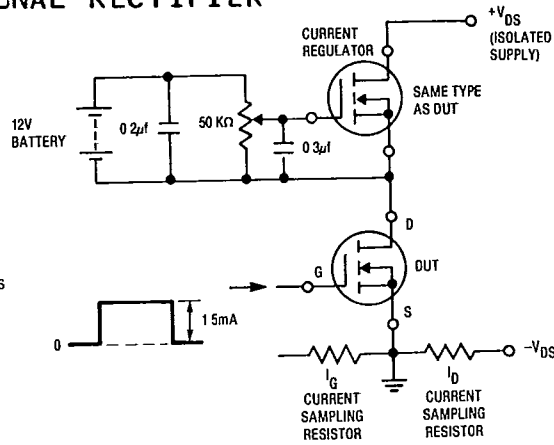 RECTIFIER
+VDS
(ISOLATED
SUPPLY)
CURRENT
REGULATOR
SAME TYPE
AS DUT
12V
BATTERY
0 2µf
50 KΩ
0 3µf
D
G
DUT
S
1 5mA
0
IG
CURRENT
SAMPLING
RESISTOR
ID
CURRENT
SAMPLING
RESISTOR
-VDS